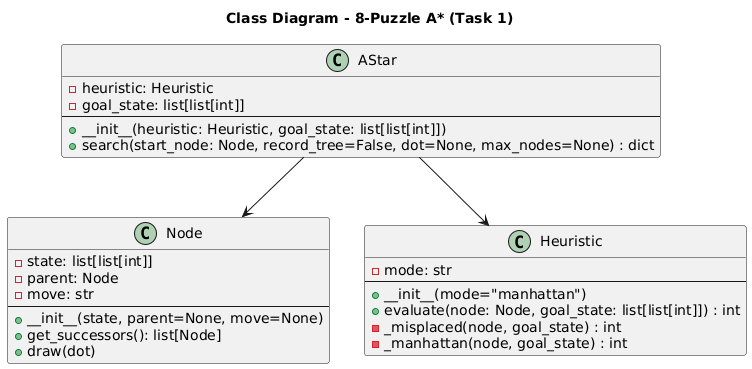 Class Diagram - 8-Puzzle A* (Task 1)
C AStar
heuristic: Heuristic
goal_state: list[list[int]]
__init__(heuristic: Heuristic, goal_state: list[list[int]])
search(start_node: Node, record_tree=False, dot=None, max_nodes=None) : dict
C Node
state: list[list[int]]
parent: Node
move: str
__init__(state, parent=None, move=None)
get_successors(): list[Node]
draw(dot)
C Heuristic
mode: str
__init__(mode="manhattan")
evaluate(node: Node, goal_state: list[list[int]]) : int
_misplaced(node, goal_state) : int
_manhattan(node, goal_state) : int